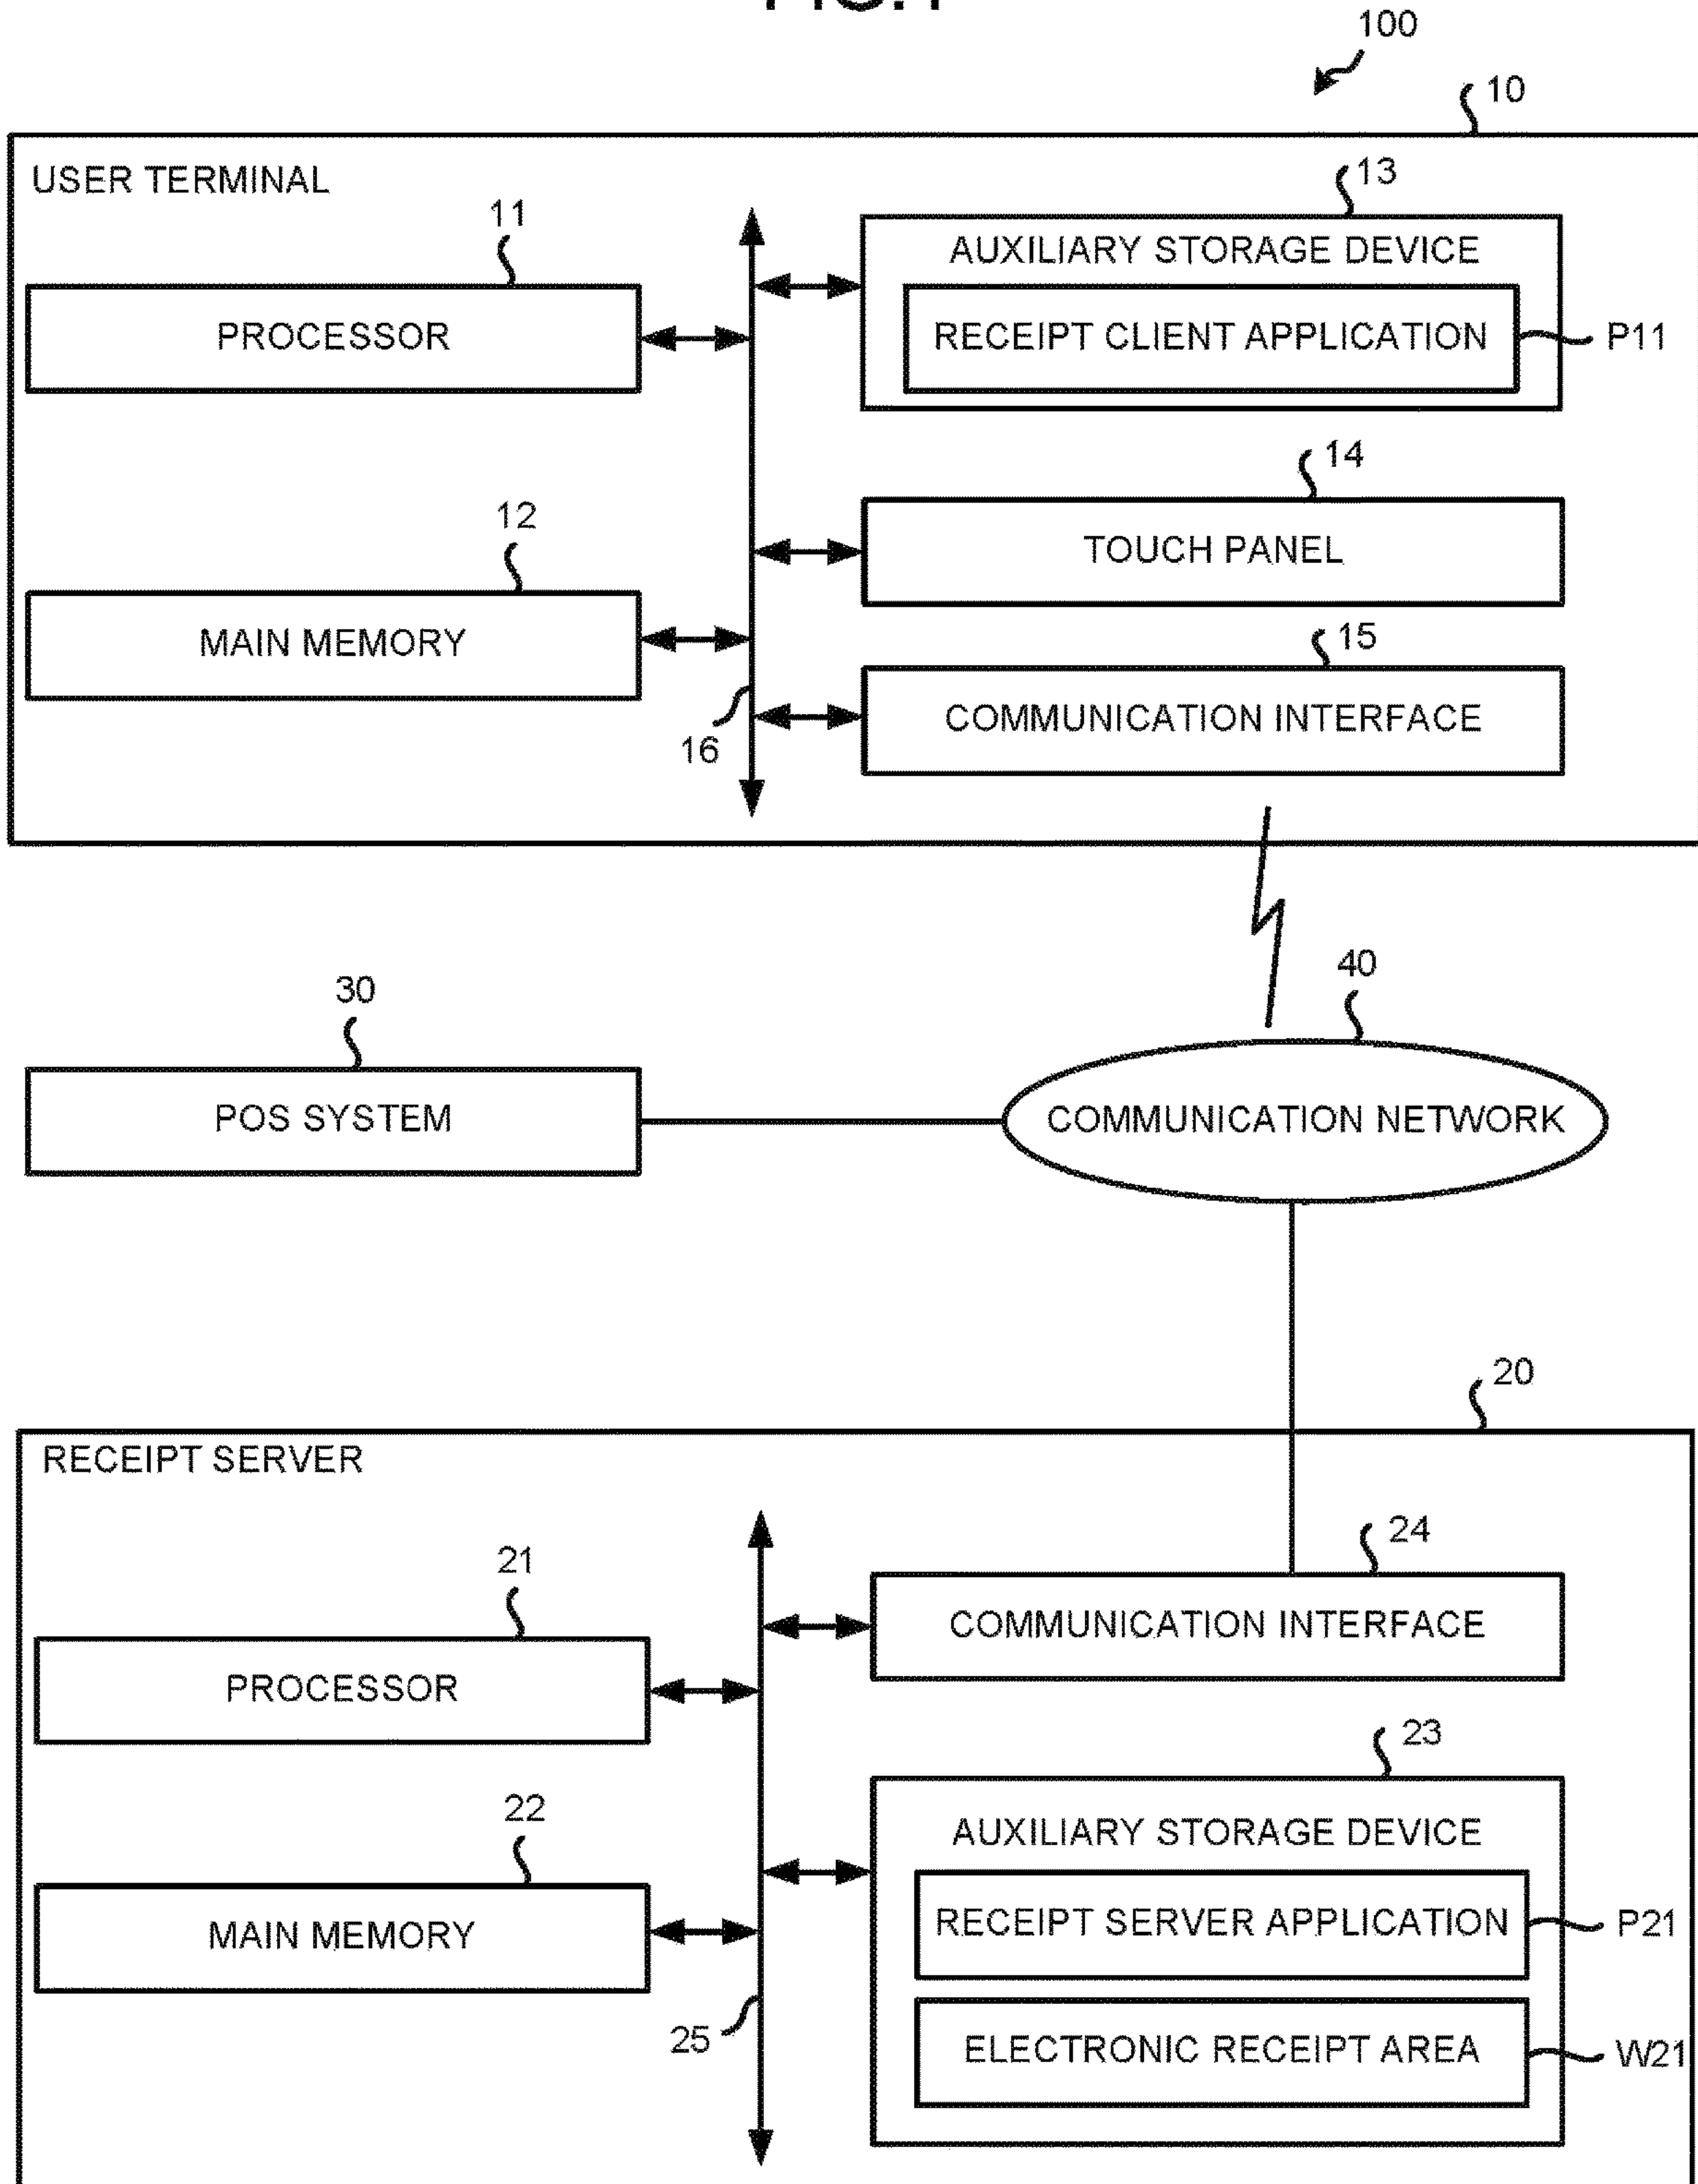 FIG.1
100
10
USER TERMINAL
13
11
AUXILIARY STORAGE DEVICE
PROCESSOR
RECEIPT CLIENT APPLICATION
P11
14
12
TOUCH PANEL
MAIN MEMORY
15
COMMUNICATION INTERFACE
16
40
30
POS SYSTEM
COMMUNICATION NETWORK
20
RECEIPT SERVER
24
21
COMMUNICATION INTERFACE
PROCESSOR
23
22
AUXILIARY STORAGE DEVICE
MAIN MEMORY
RECEIPT SERVER APPLICATION
P21
25
ELECTRONIC RECEIPT AREA
W21